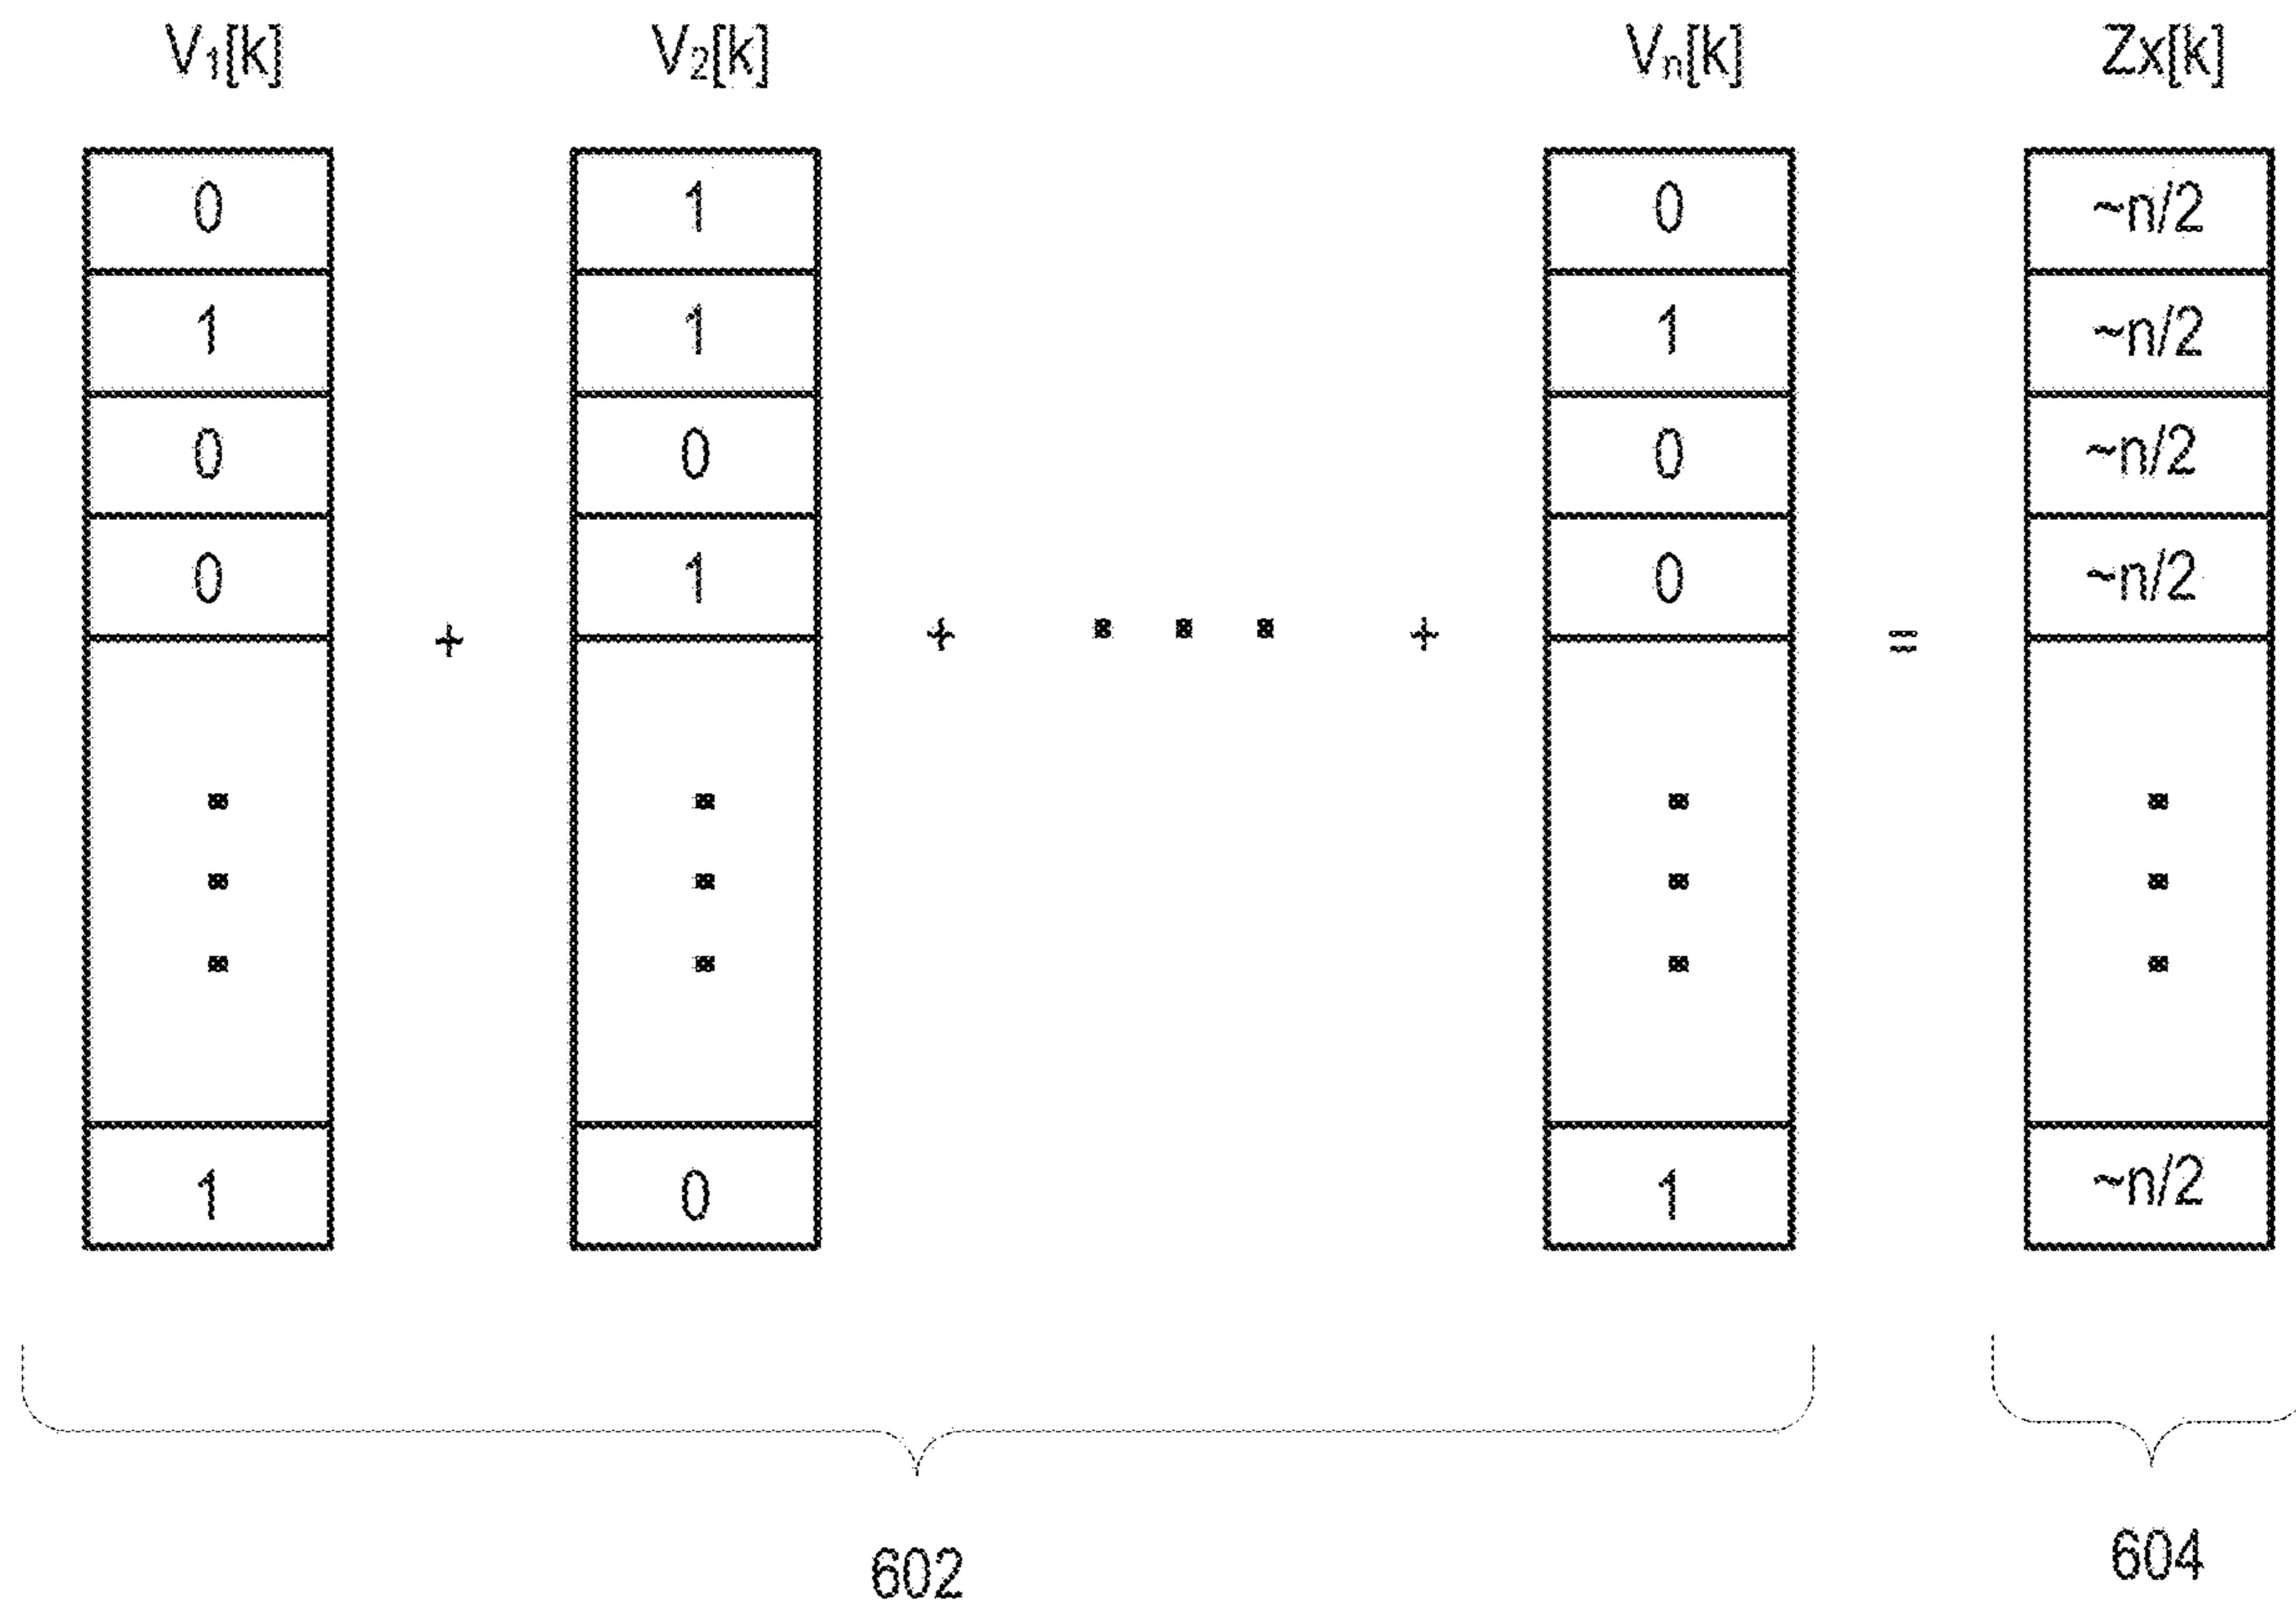 V₁[k] V₂[k] Vₙ[k] Zx[k]
0 1 0 ~n/2
1 1 1 ~n/2
0 0 0 ~n/2
0 1 0 ~n/2
+ + ▪ ▪ ▪ + =
▪ ▪ ▪ ▪
▪ ▪ ▪ ▪
▪ ▪ ▪ ▪
1 0 1 ~n/2
602 604